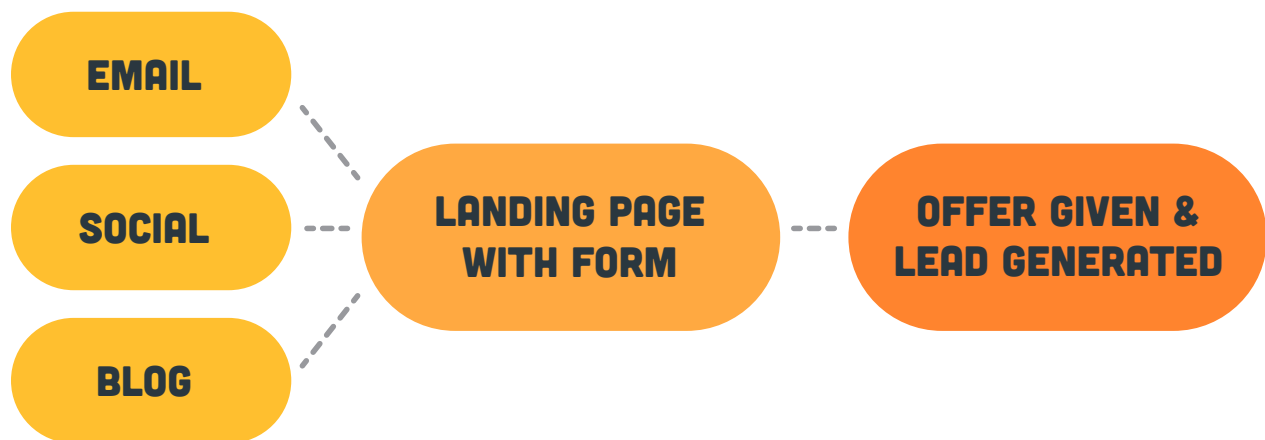 EMAIL
SOCIAL
BLOG
LANDING PAGE
WITH FORM
OFFER GIVEN &
LEAD GENERATED